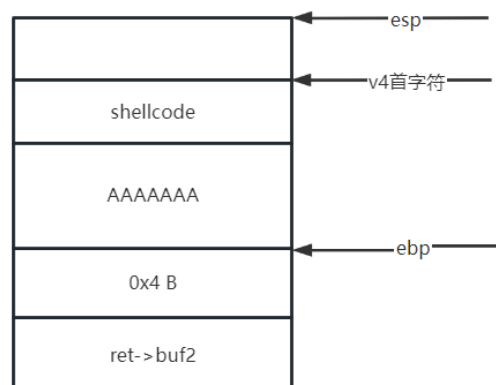 esp
v4首字符
shellcode
AAAAAAA
ebp
0x4 B
ret->buf2